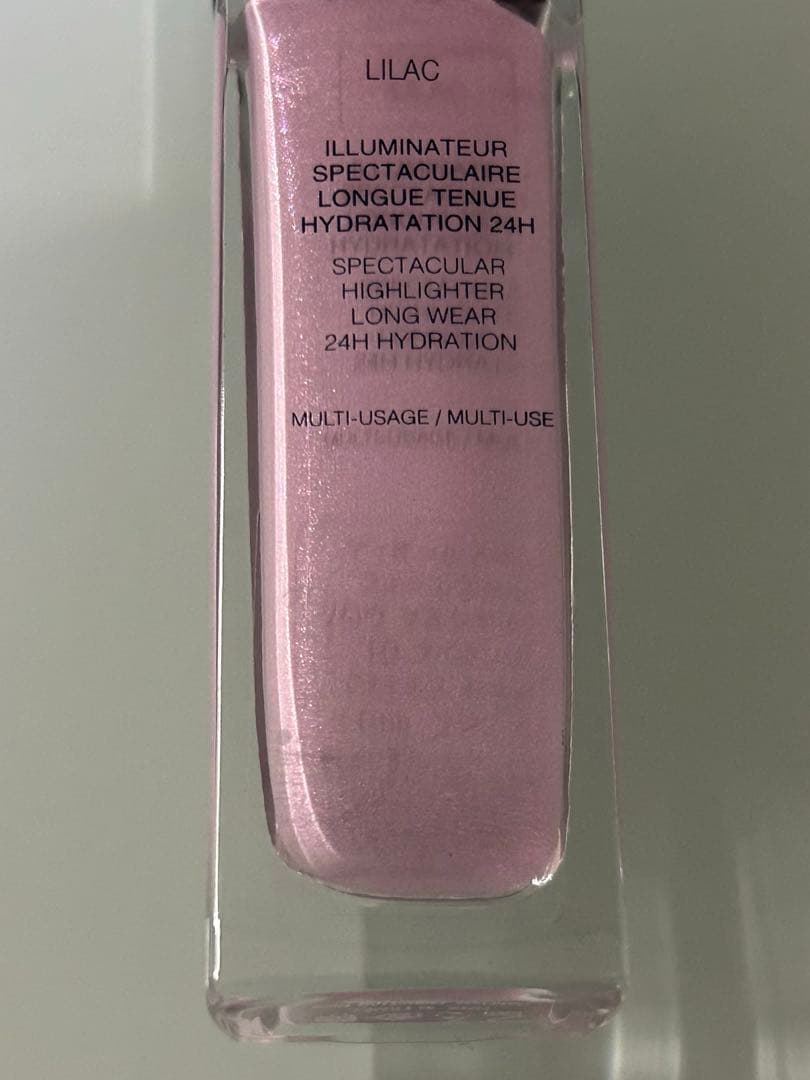 LILAC
ILLUMINATEUR
SPECTACULAIRE
LONGUE TENUE
HYDRATATION 24H
SPECTACULAR
HIGHLIGHTER
LONG WEAR
24H HYDRATION
MULTI-USAGE / MULTI-USE